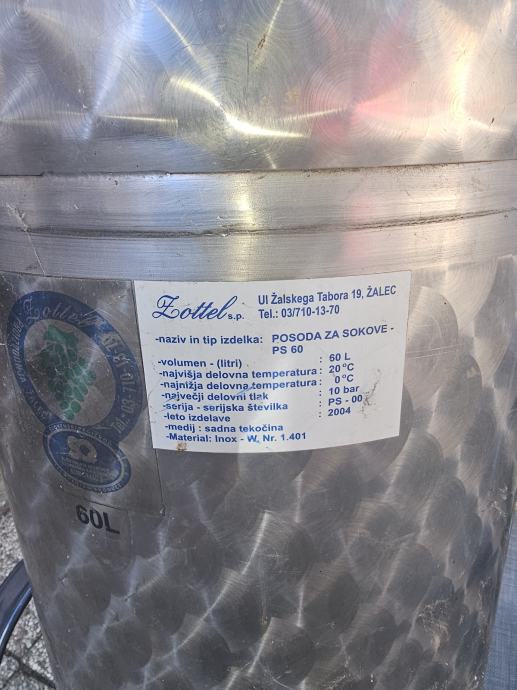 Zottel s.p.
Ul Žalskega Tabora 19, ŽALEC
Tel.: 03/710-13-70
-naziv in tip izdelka: POSODA ZA SOKOVE -
PS 60
-volumen - (litri) : 60 L
-najvišja delovna temperatura : 20°C
-najnižja delovna temperatura : 0°C
-največji delovni tlak : 10 bar
-serija - serijska številka : PS - 00
-leto izdelave : 2004
-medij : sadna tekočina
-Material: Inox - W. Nr. 1.401
Zottel
60L